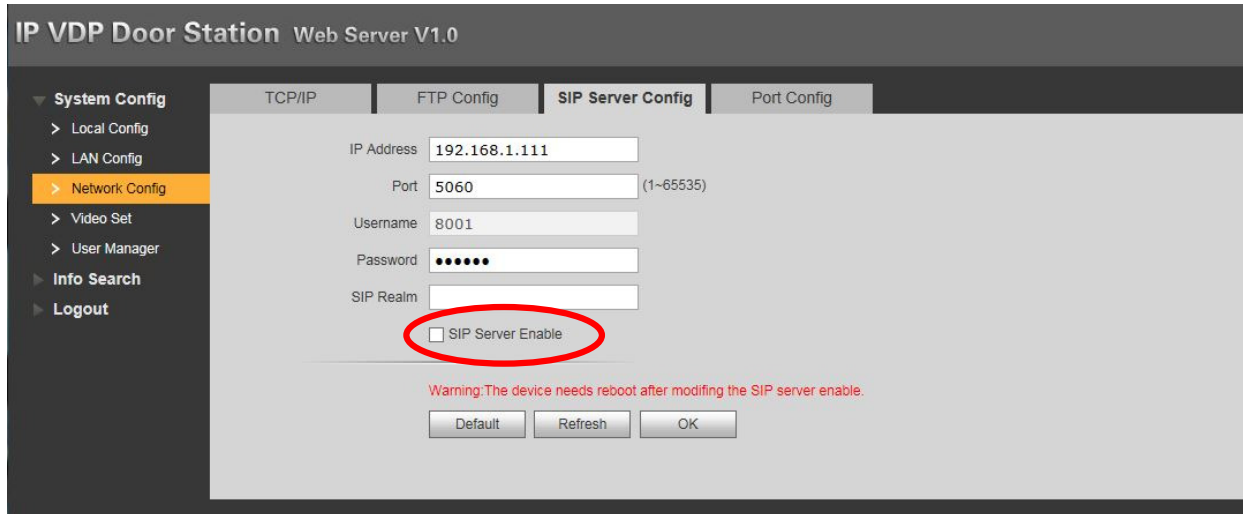 IP VDP Door Station Web Server V1.0
System Config
Local Config
LAN Config
Network Config
Video Set
User Manager
Info Search
Logout
TCP/IP FTP Config SIP Server Config Port Config
IP Address 192.168.1.111
Port 5060 (1~65535)
Username 8001
Password ●●●●●●
SIP Realm
SIP Server Enable
Warning:The device needs reboot after modifing the SIP server enable.
Default Refresh OK